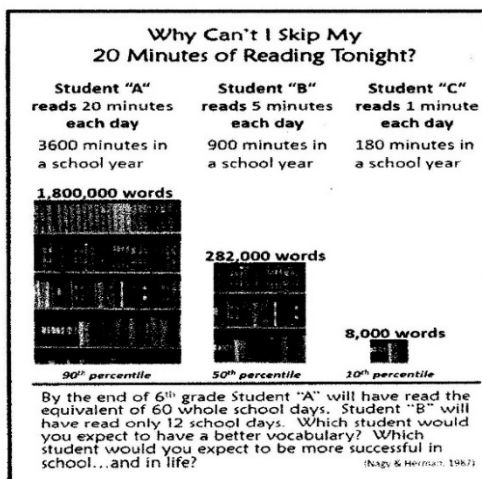 Why Can't I Skip My
20 Minutes of Reading Tonight?
Student "A"
reads 20 minutes
each day
3600 minutes in
a school year
1,800,000 words
90th percentile
Student "B"
reads 5 minutes
each day
900 minutes in
a school year
282,000 words
50th percentile
Student "C"
reads 1 minute
each day
180 minutes in
a school year
8,000 words
10th percentile
By the end of 6th grade Student "A" will have read the
equivalent of 60 whole school days. Student "B" will
have read only 12 school days. Which student would
you expect to have a better vocabulary? Which
student would you expect to be more successful in
school...and in life?
(Nagy & Herman, 1987)